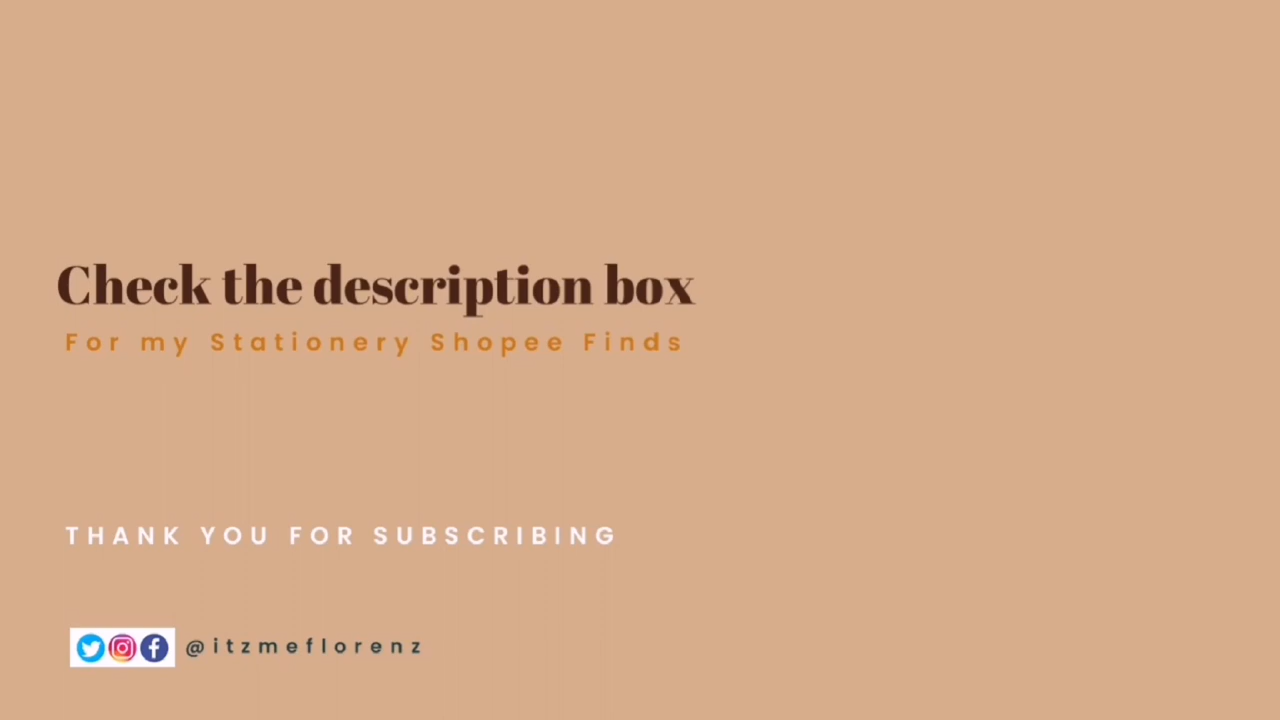 Check the description box
For my Stationery Shopee Finds
THANK YOU FOR SUBSCRIBING
@itzmeflorenz